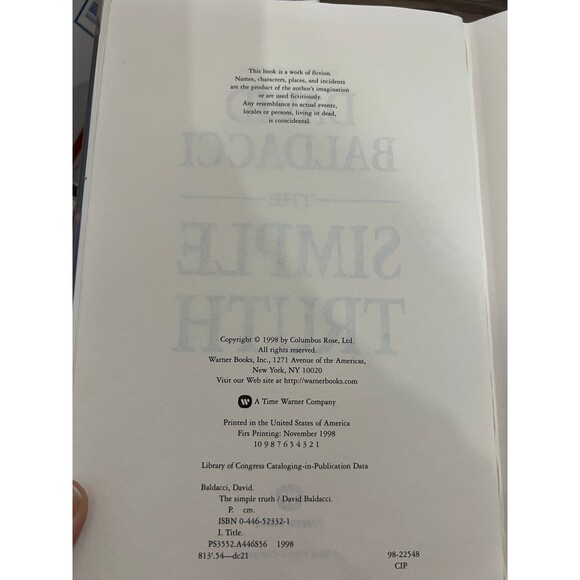 This book is a work of fiction.
Names, characters, places, and incidents
are the product of the author's imagination
or are used fictitiously.
Any resemblance to actual events,
locales or persons, living or dead,
is coincidental.
BALDACCI
THE
SIMPLE
TRUTH
Copyright © 1998 by Columbus Rose, Ltd.
All rights reserved.
Warner Books, Inc., 1271 Avenue of the Americas,
New York, NY 10020
Visit our Web site at http://warnerbooks.com
W A Time Warner Company
Printed in the United States of America
Firs Printing: November 1998
10 9 8 7 6 5 4 3 2 1
Library of Congress Cataloging-in-Publication Data
Baldacci, David.
The simple truth / David Baldacci.
P. cm.
ISBN 0-446-52332-1
I. Title.
PS3552.A446S56 1998
813'.54—dc21 98-22548
CIP